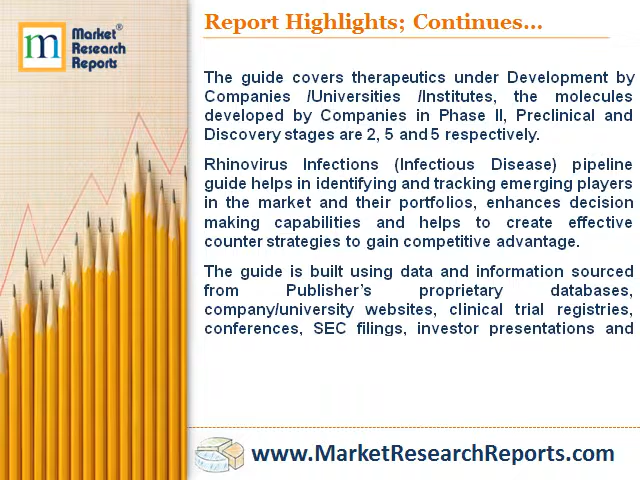 m
Market®
Research
Reports
Report Highlights; Continues...
The guide covers therapeutics under Development by
Companies /Universities /Institutes, the molecules
developed by Companies in Phase II, Preclinical and
Discovery stages are 2, 5 and 5 respectively.
Rhinovirus Infections (Infectious Disease) pipeline
guide helps in identifying and tracking emerging players
in the market and their portfolios, enhances decision
making capabilities and helps to create effective
counter strategies to gain competitive advantage.
The guide is built using data and information sourced
from Publisher's proprietary databases,
company/university websites, clinical trial registries,
conferences, SEC filings, investor presentations and
www.MarketResearchReports.com